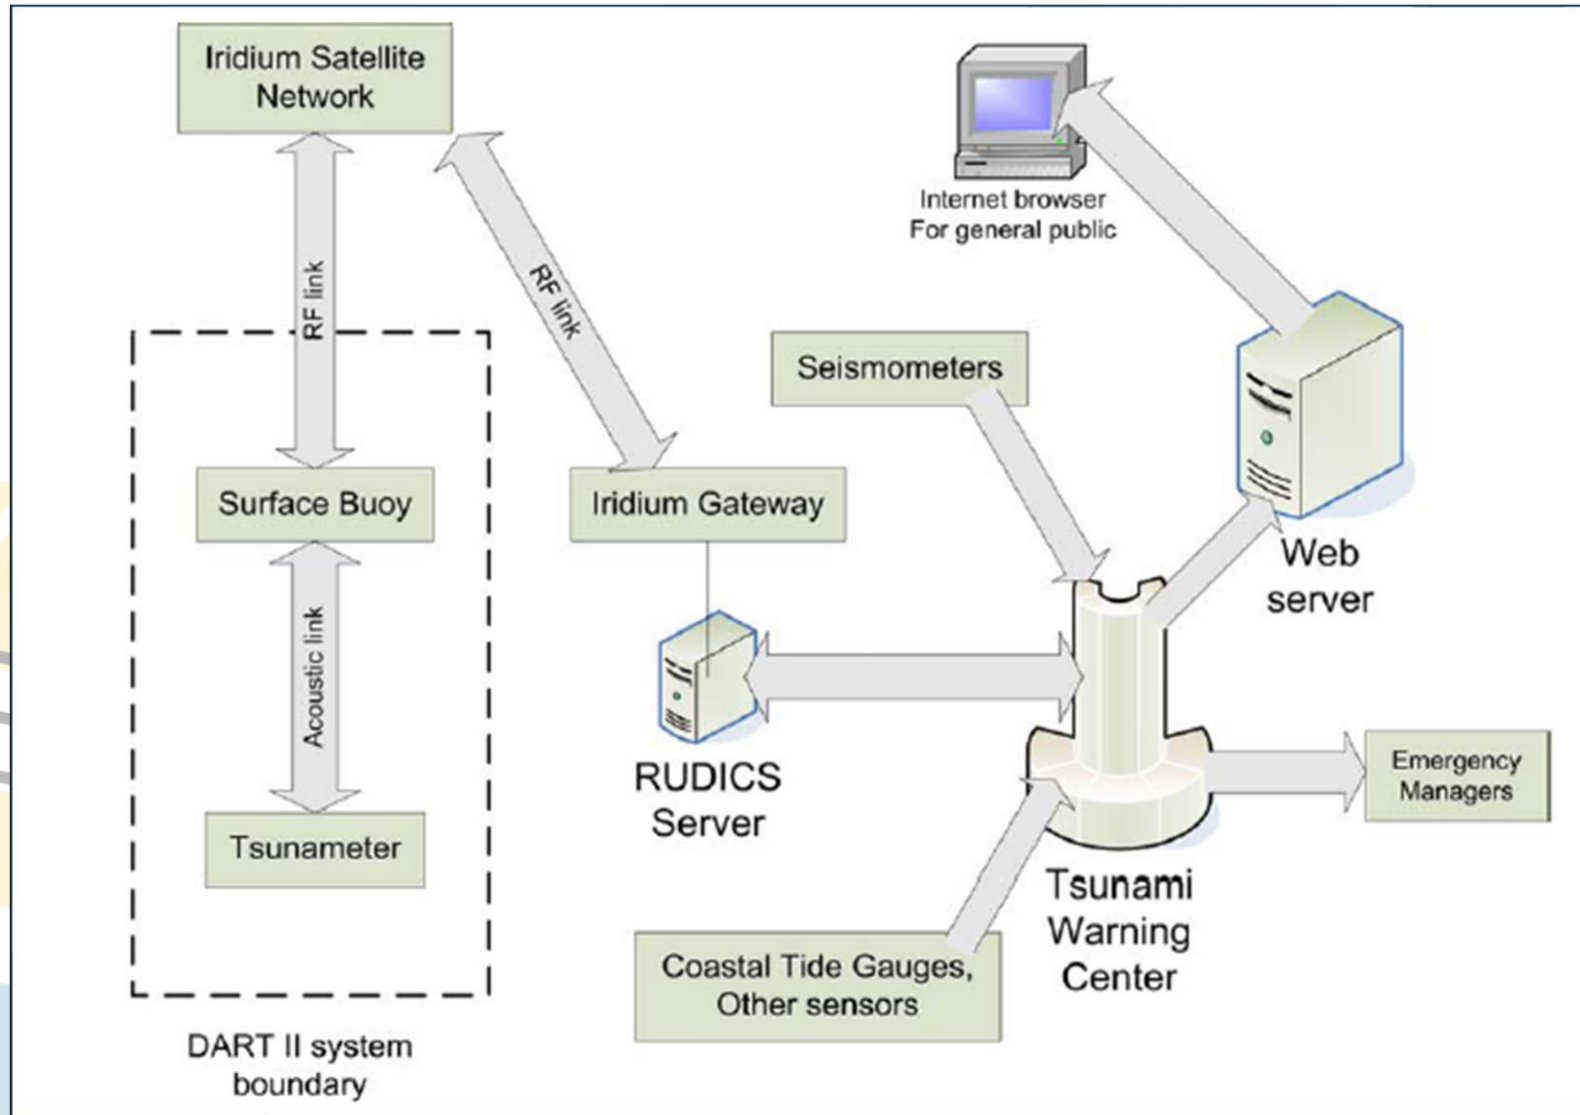 Iridium Satellite
Network
Internet browser
For general public
RF link
RF link
Seismometers
Surface Buoy
Iridium Gateway
Web
server
Acoustic link
RUDICS
Server
Emergency
Managers
Tsunameter
Tsunami
Warning
Center
Coastal Tide Gauges,
Other sensors
DART II system
boundary